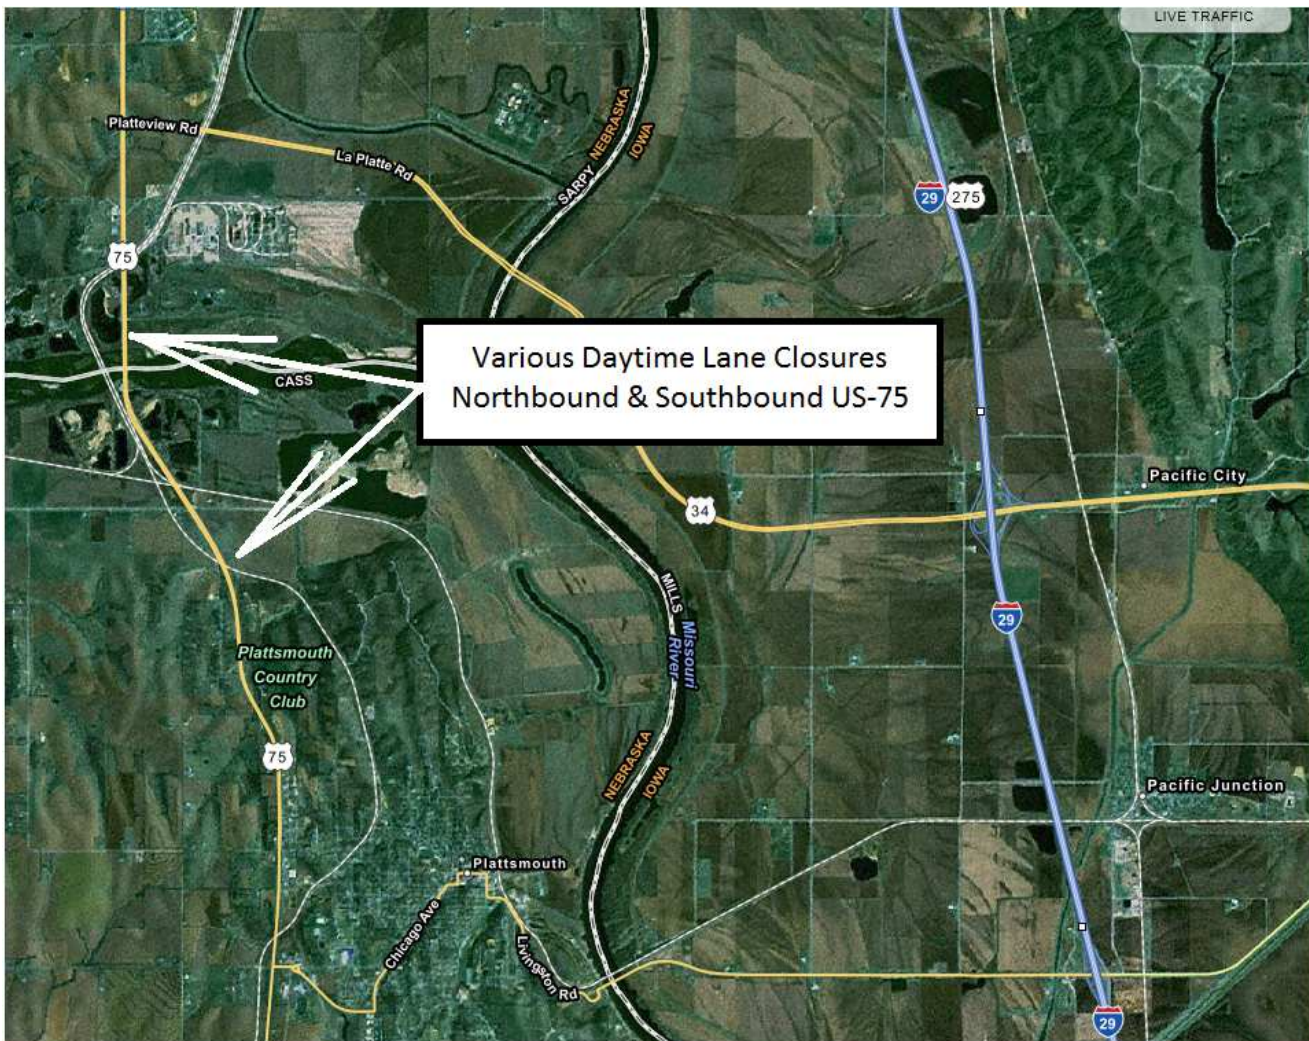 LIVE TRAFFIC
Platteview Rd
La Platte Rd
NEBRASKA
IOWA
SARPY
29
275
75
Various Daytime Lane Closures
Northbound & Southbound US-75
CASS
Pacific City
34
MILLS
Missouri
River
29
Plattsmouth
Country
Club
75
NEBRASKA
IOWA
Pacific Junction
Plattsmouth
Chicago Ave
Livingston Rd
29